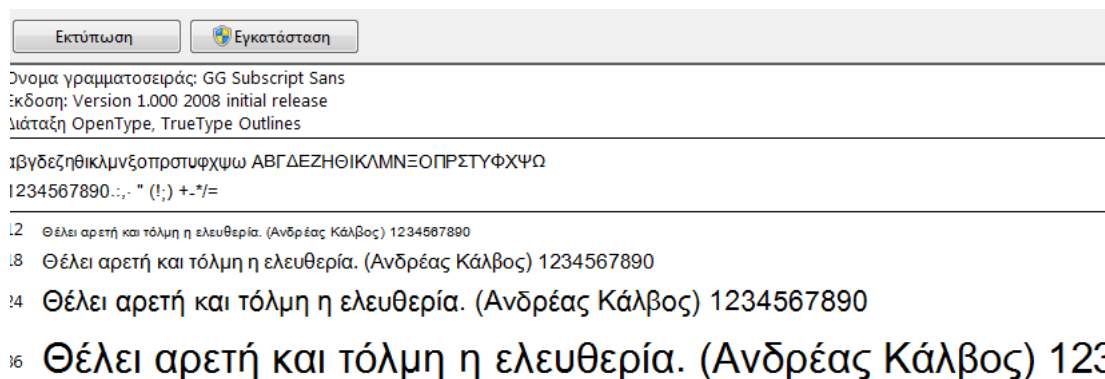 Εκτύπωση Εγκατάσταση
Όνομα γραμματοσειράς: GG Subscript Sans
Έκδοση: Version 1.000 2008 initial release
Διάταξη OpenType, TrueType Outlines
αβγδεζηθικλμνξοπρστυφχψω ΑΒΓΔΕΖΗΘΙΚΛΜΝΞΟΠΡΣΤΥΦΧΨΩ
1234567890.:,· " (!;) +-*/=
12 Θέλει αρετή και τόλμη η ελευθερία. (Ανδρέας Κάλβος) 1234567890
18 Θέλει αρετή και τόλμη η ελευθερία. (Ανδρέας Κάλβος) 1234567890
24 Θέλει αρετή και τόλμη η ελευθερία. (Ανδρέας Κάλβος) 1234567890
36 Θέλει αρετή και τόλμη η ελευθερία. (Ανδρέας Κάλβος) 123